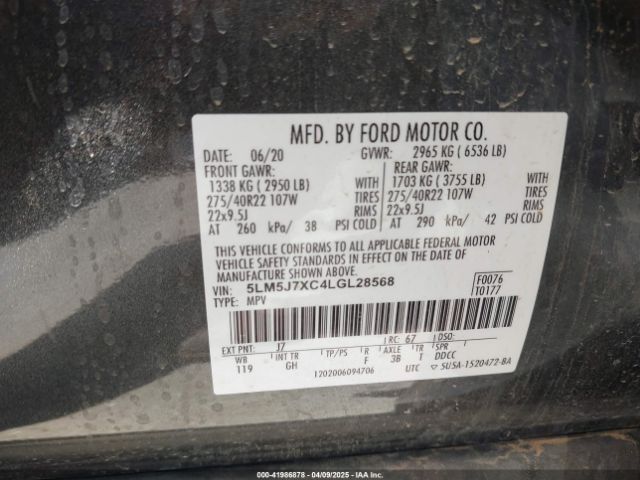 MFD. BY FORD MOTOR CO.
DATE: 06/20 GVWR: 2965 KG ( 6536 LB)
FRONT GAWR: REAR GAWR:
1338 KG ( 2950 LB) WITH 1703 KG ( 3755 LB) WITH
275/40R22 107W TIRES 275/40R22 107W TIRES
22x9.5J RIMS 22x9.5J RIMS
AT 260 kPa/ 38 PSI COLD AT 290 kPa/ 42 PSI COLD
THIS VEHICLE CONFORMS TO ALL APPLICABLE FEDERAL MOTOR
VEHICLE SAFETY STANDARDS IN EFFECT ON THE DATE OF
MANUFACTURE SHOWN ABOVE.
VIN: 5LM5J7XC4LGL28568 F0076
TYPE: MPV T0177
EXT PNT: J7 RC: 67 DSO:
WB INT TR TP/PS R AXLE TR SPR
119 GH F 3B T DDCC
1202006094706 UTC ▽ 5USA-1520472-BA
000-41986878 - 04/09/2025 - IAAIC.COM